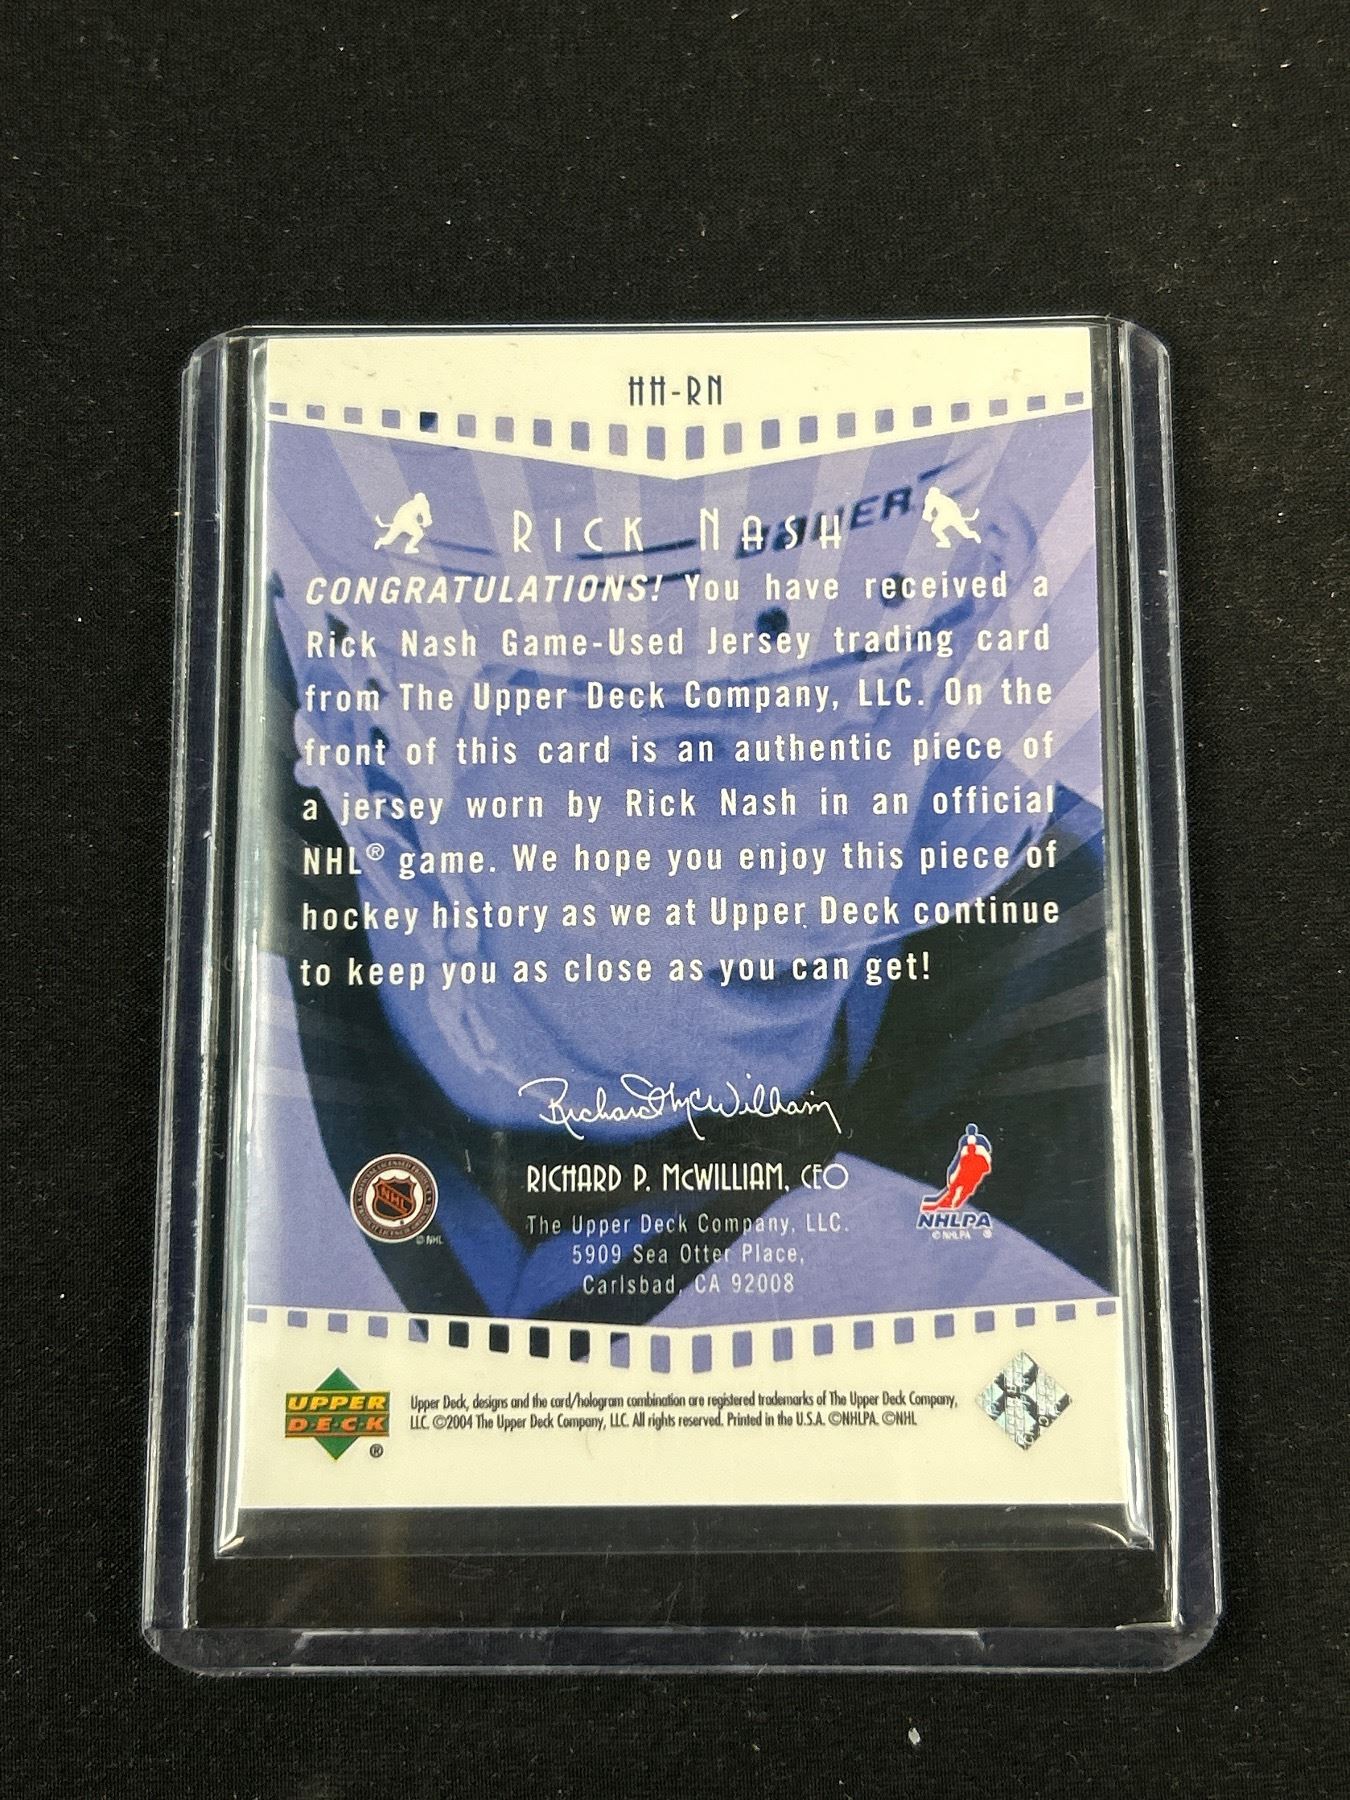 HH-RN
BAUER
RICK NASH
CONGRATULATIONS! You have received a
Rick Nash Game-Used Jersey trading card
from The Upper Deck Company, LLC. On the
front of this card is an authentic piece of
a jersey worn by Rick Nash in an official
NHL® game. We hope you enjoy this piece of
hockey history as we at Upper Deck continue
to keep you as close as you can get!
Richard McWilliam
RICHARD P. McWILLIAM, CEO
The Upper Deck Company, LLC.
5909 Sea Otter Place,
Carlsbad, CA 92008
NHL
© NHL
NHLPA
© NHLPA ®
UPPER
D·E·C·K
®
Upper Deck, designs and the card/hologram combination are registered trademarks of The Upper Deck Company,
LLC. ©2004 The Upper Deck Company, LLC. All rights reserved. Printed in the U.S.A. ©NHLPA. ©NHL